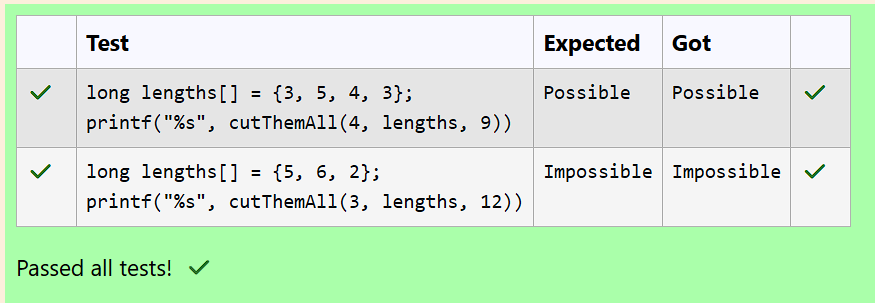 Test Expected Got
long lengths[] = {3, 5, 4, 3}; Possible Possible
printf("%s", cutThemAll(4, lengths, 9))
long lengths[] = {5, 6, 2}; Impossible Impossible
printf("%s", cutThemAll(3, lengths, 12))
Passed all tests!